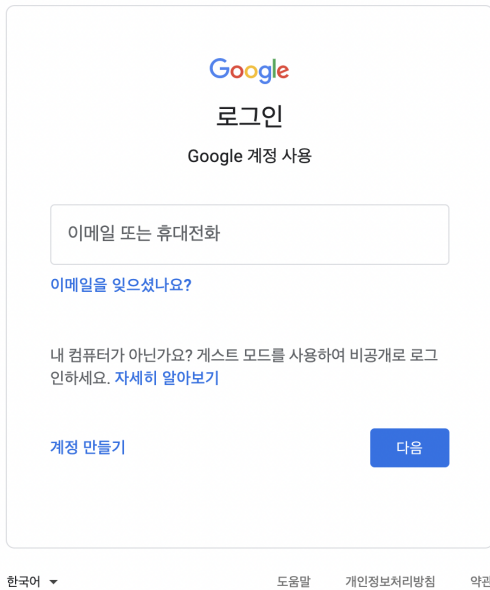 Google
로그인
Google 계정 사용
이메일 또는 휴대전화
이메일을 잊으셨나요?
내 컴퓨터가 아닌가요? 게스트 모드를 사용하여 비공개로 로그
인하세요. 자세히 알아보기
계정 만들기 다음
한국어 도움말 개인정보처리방침 약관